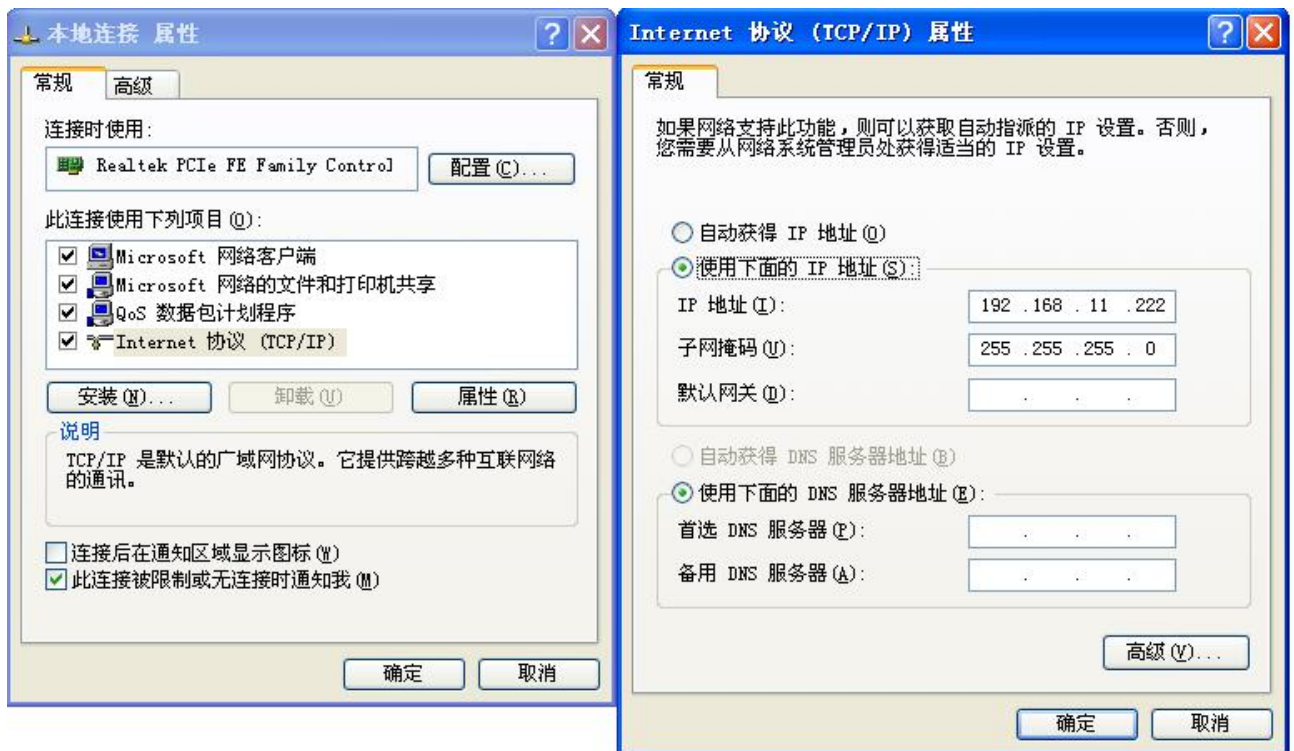 本地连接 属性
常规
高级
连接时使用:
Realtek PCIe FE Family Control
配置(C)...
此连接使用下列项目(O):
Microsoft 网络客户端
Microsoft 网络的文件和打印机共享
QoS 数据包计划程序
Internet 协议 (TCP/IP)
安装(N)...
卸载(U)
属性(R)
说明
TCP/IP 是默认的广域网协议。它提供跨越多种互联网络
的通讯。
连接后在通知区域显示图标(W)
此连接被限制或无连接时通知我(M)
确定
取消
Internet 协议 (TCP/IP) 属性
常规
如果网络支持此功能,则可以获取自动指派的 IP 设置。否则,
您需要从网络系统管理员处获得适当的 IP 设置。
自动获得 IP 地址(O)
使用下面的 IP 地址(S):
IP 地址(I):
192 .168 . 11 .222
子网掩码(U):
255 .255 .255 . 0
默认网关(D):
自动获得 DNS 服务器地址(B)
使用下面的 DNS 服务器地址(E):
首选 DNS 服务器(P):
备用 DNS 服务器(A):
高级(V)...
确定
取消